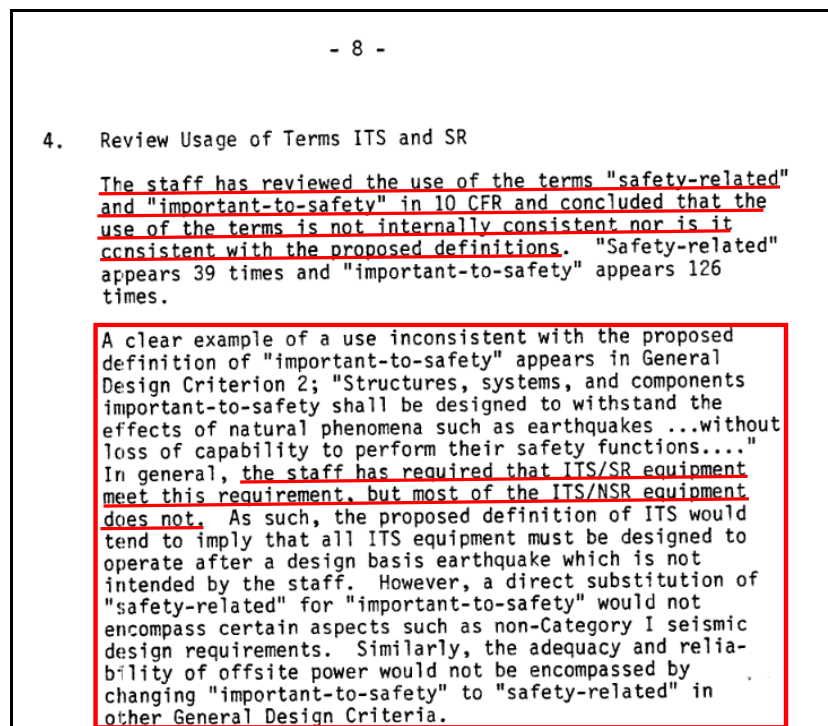 - 8 -
4. Review Usage of Terms ITS and SR
The staff has reviewed the use of the terms "safety-related"
and "important-to-safety" in 10 CFR and concluded that the
use of the terms is not internally consistent nor is it
consistent with the proposed definitions. "Safety-related"
appears 39 times and "important-to-safety" appears 126
times.
A clear example of a use inconsistent with the proposed
definition of "important-to-safety" appears in General
Design Criterion 2; "Structures, systems, and components
important-to-safety shall be designed to withstand the
effects of natural phenomena such as earthquakes ...without
loss of capability to perform their safety functions...."
In general, the staff has required that ITS/SR equipment
meet this requirement, but most of the ITS/NSR equipment
does not. As such, the proposed definition of ITS would
tend to imply that all ITS equipment must be designed to
operate after a design basis earthquake which is not
intended by the staff. However, a direct substitution of
"safety-related" for "important-to-safety" would not
encompass certain aspects such as non-Category I seismic
design requirements. Similarly, the adequacy and relia-
bility of offsite power would not be encompassed by
changing "important-to-safety" to "safety-related" in
other General Design Criteria.